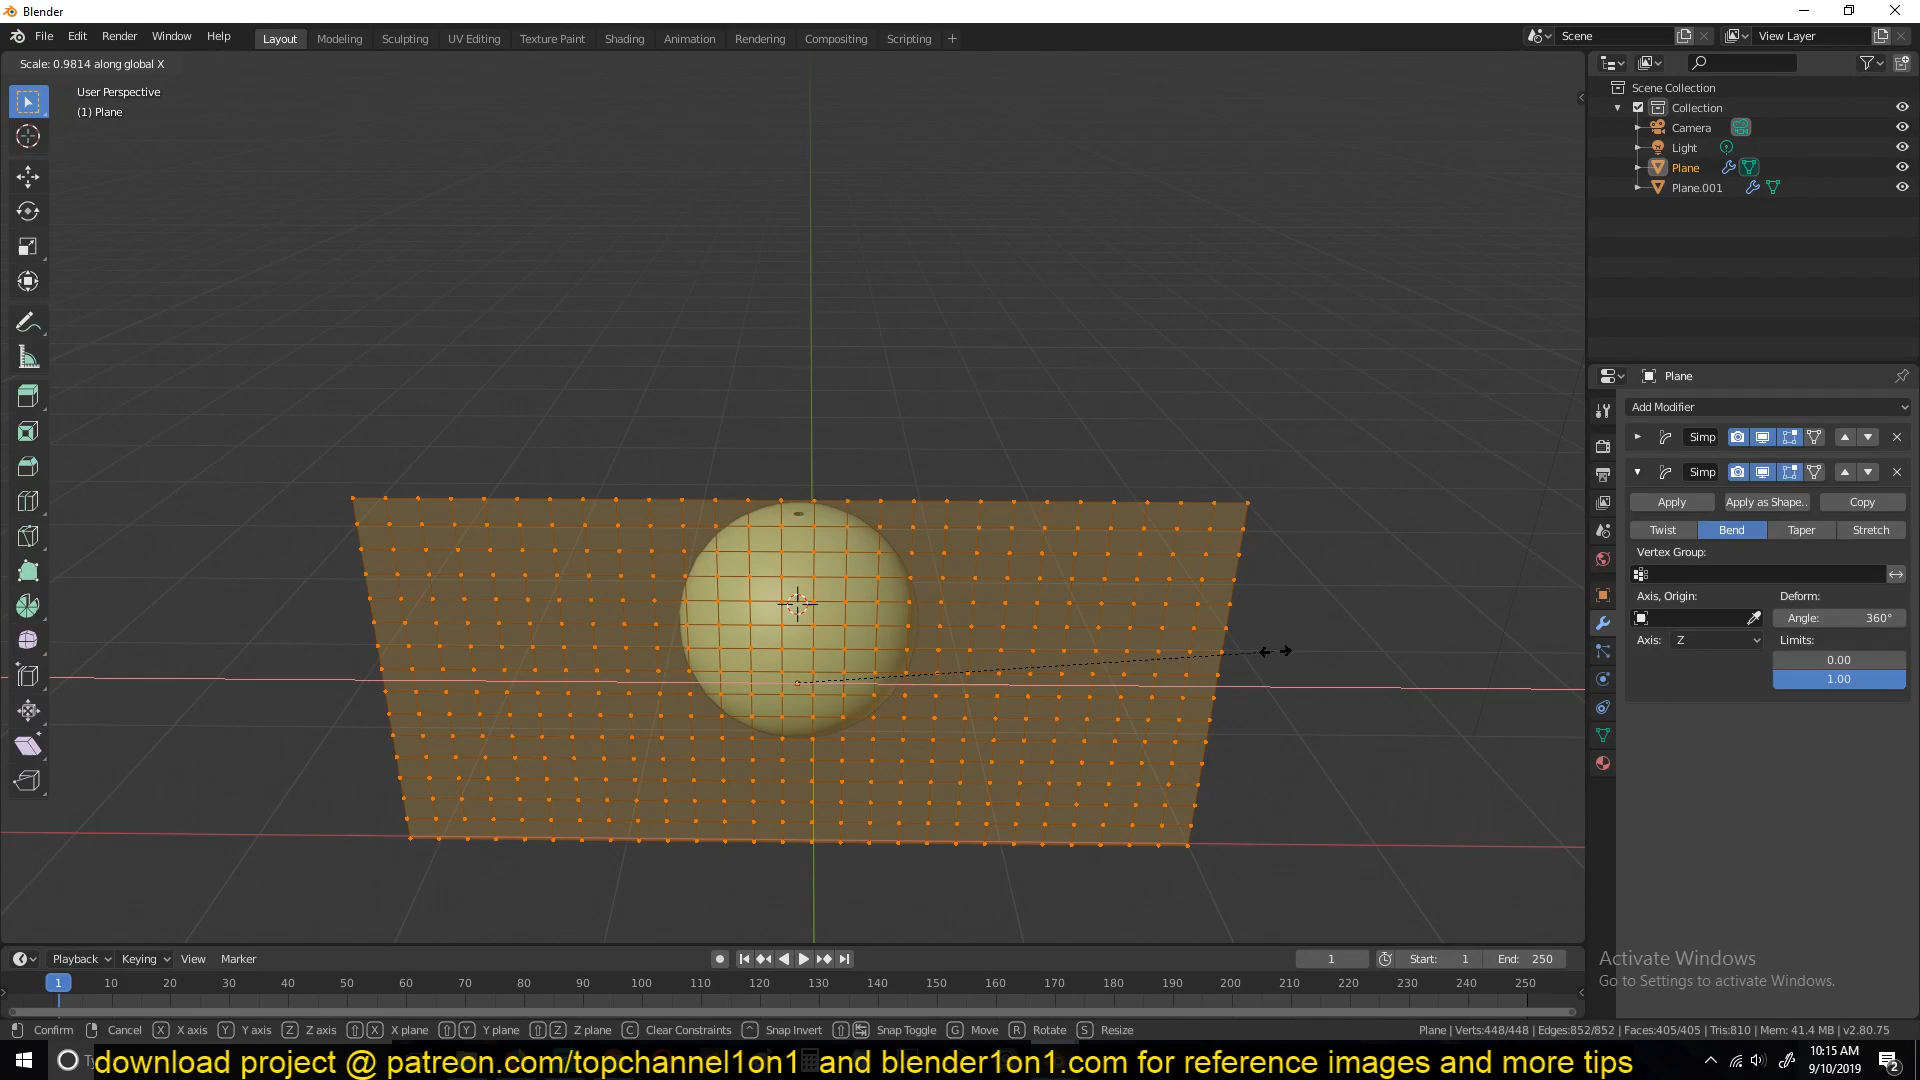 Blender
File Edit Render Window Help
Layout Modeling Sculpting UV Editing Texture Paint Shading Animation Rendering Compositing Scripting +
Scene View Layer
Scale: 0.9814 along global X
User Perspective
(1) Plane
Scene Collection
Collection
Camera
Light
Plane
Plane.001
Plane
Add Modifier
Simp
Simp
Apply Apply as Shape.. Copy
Twist Bend Taper Stretch
Vertex Group:
Axis, Origin: Deform:
Angle: 360°
Axis: Z Limits:
0.00
1.00
Playback Keying View Marker
1 Start: 1 End: 250
1 10 20 30 40 50 60 70 80 90 100 110 120 130 140 150 160 170 180 190 200 210 220 230 240 250
Activate Windows
Go to Settings to activate Windows.
Confirm Cancel X X axis Y Y axis Z Z axis X X plane Y Y plane Z Z plane C Clear Constraints Snap Invert Snap Toggle G Move R Rotate S Resize
Plane | Verts:448/448 | Edges:852/852 | Faces:405/405 | Tris:810 | Mem: 41.4 MB | v2.80.75
download project @ patreon.com/topchannel1on1 and blender1on1.com for reference images and more tips
10:15 AM
9/10/2019
2